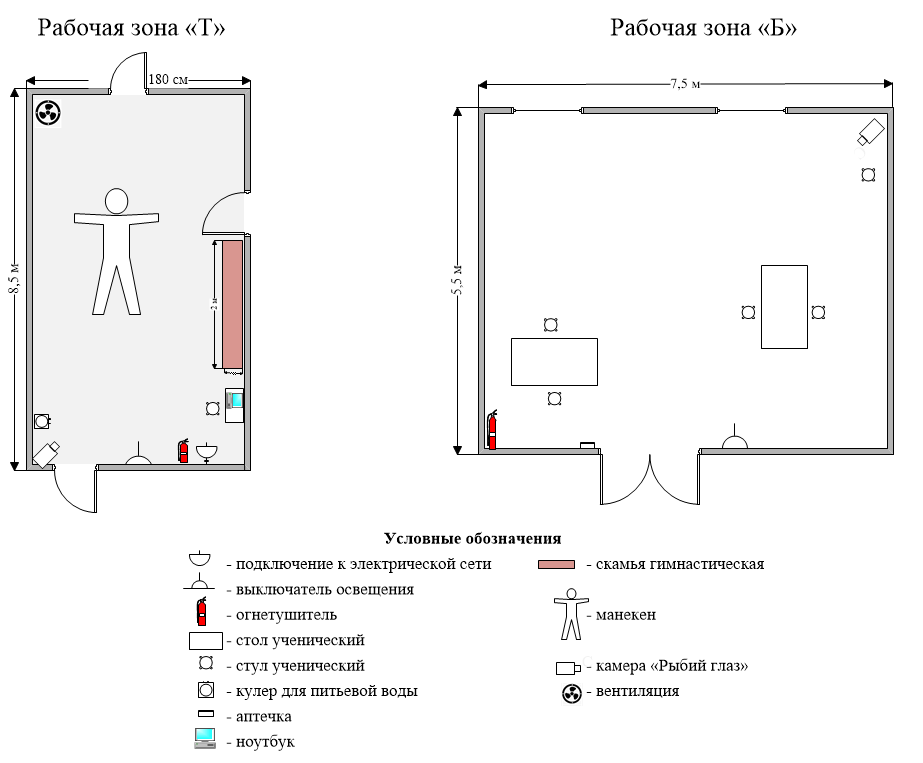 Рабочая зона «Т»
Рабочая зона «Б»
180 см
7,5 м
8,5 м
5,5 м
2 м
Условные обозначения
- подключение к электрической сети
- выключатель освещения
- огнетушитель
- стол ученический
- стул ученический
- кулер для питьевой воды
- аптечка
- ноутбук
- скамья гимнастическая
- манекен
- камера «Рыбий глаз»
- вентиляция